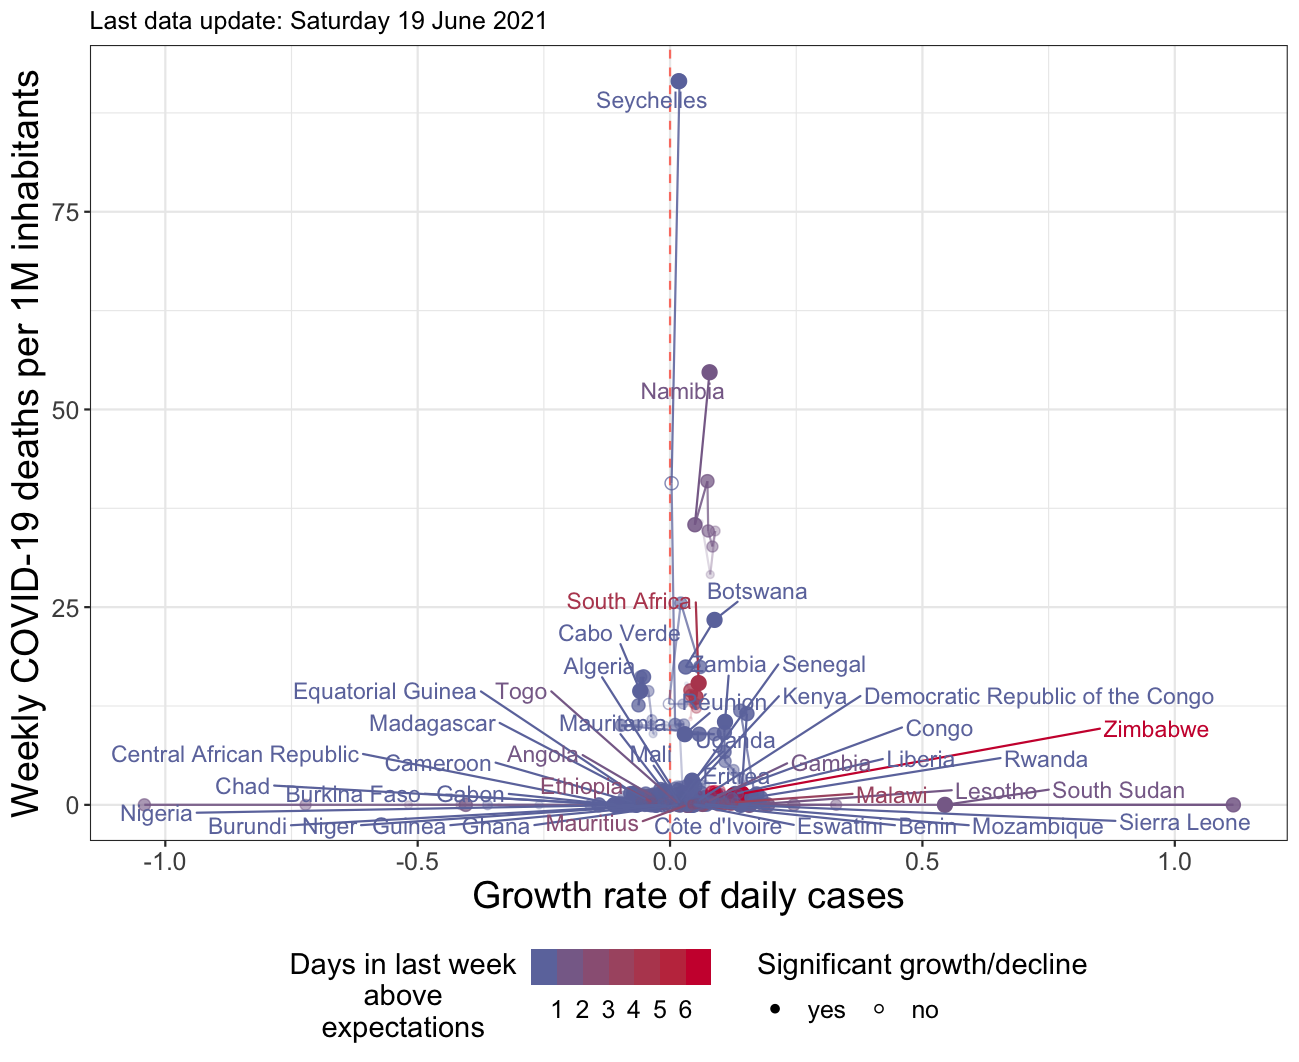 Last data update: Saturday 19 June 2021
Weekly COVID-19 deaths per 1M inhabitants
75
50
25
0
Seychelles
Namibia
Botswana
South Africa
Cabo Verde
Algeria
Zambia
Senegal
Equatorial Guinea
Togo
Réunion
Kenya
Democratic Republic of the Congo
Madagascar
Mauritania
Congo
Zimbabwe
Uganda
Central African Republic
Cameroon
Angola
Mali
Gambia
Liberia
Rwanda
Eritrea
Chad
Burkina Faso
Gabon
Ethiopia
Malawi
Lesotho
South Sudan
Nigeria
Burundi
Niger
Guinea
Ghana
Mauritius
Côte d'Ivoire
Eswatini
Benin
Mozambique
Sierra Leone
-1.0
-0.5
0.0
0.5
1.0
Growth rate of daily cases
Days in last week
above
expectations
1 2 3 4 5 6
Significant growth/decline
yes
no